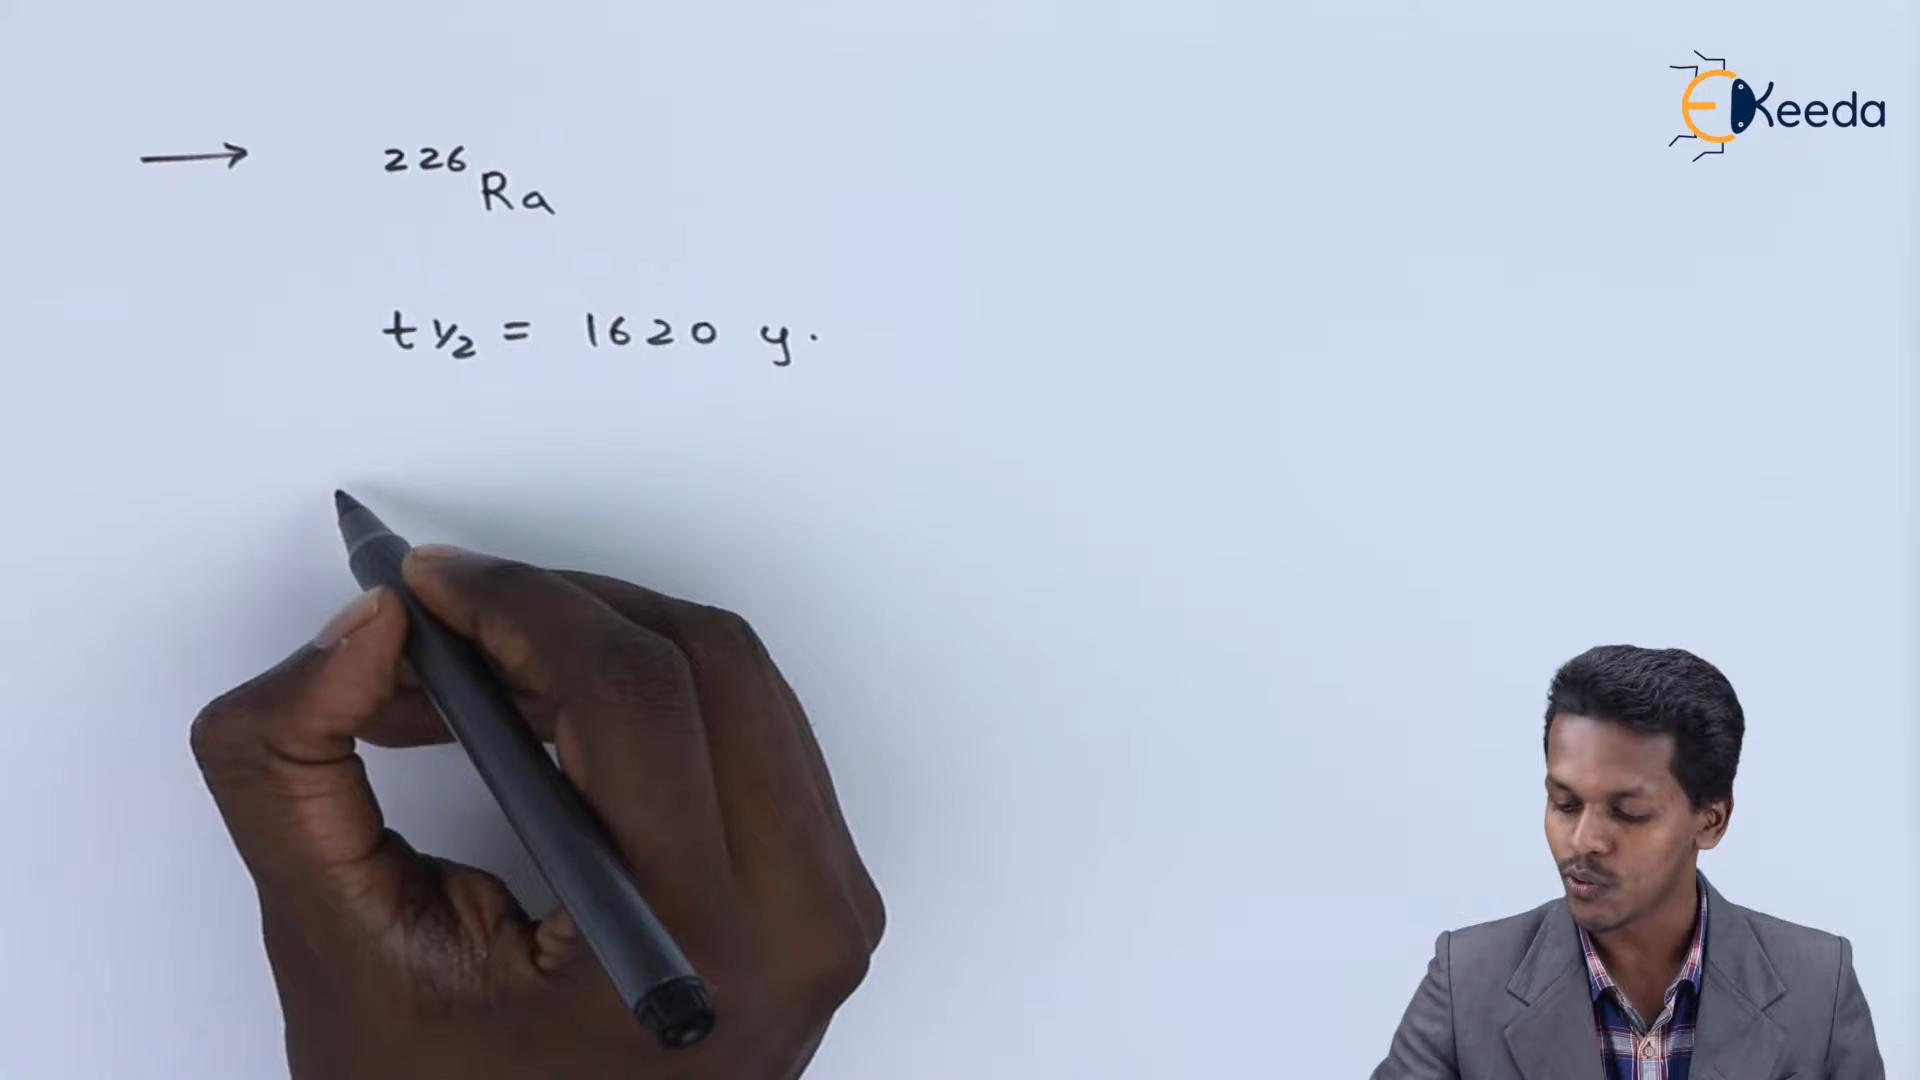 EKeeda
→ ²²⁶Ra
t½ = 1620 y.